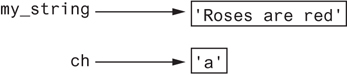 my_string 'Roses are red'
ch 'a'